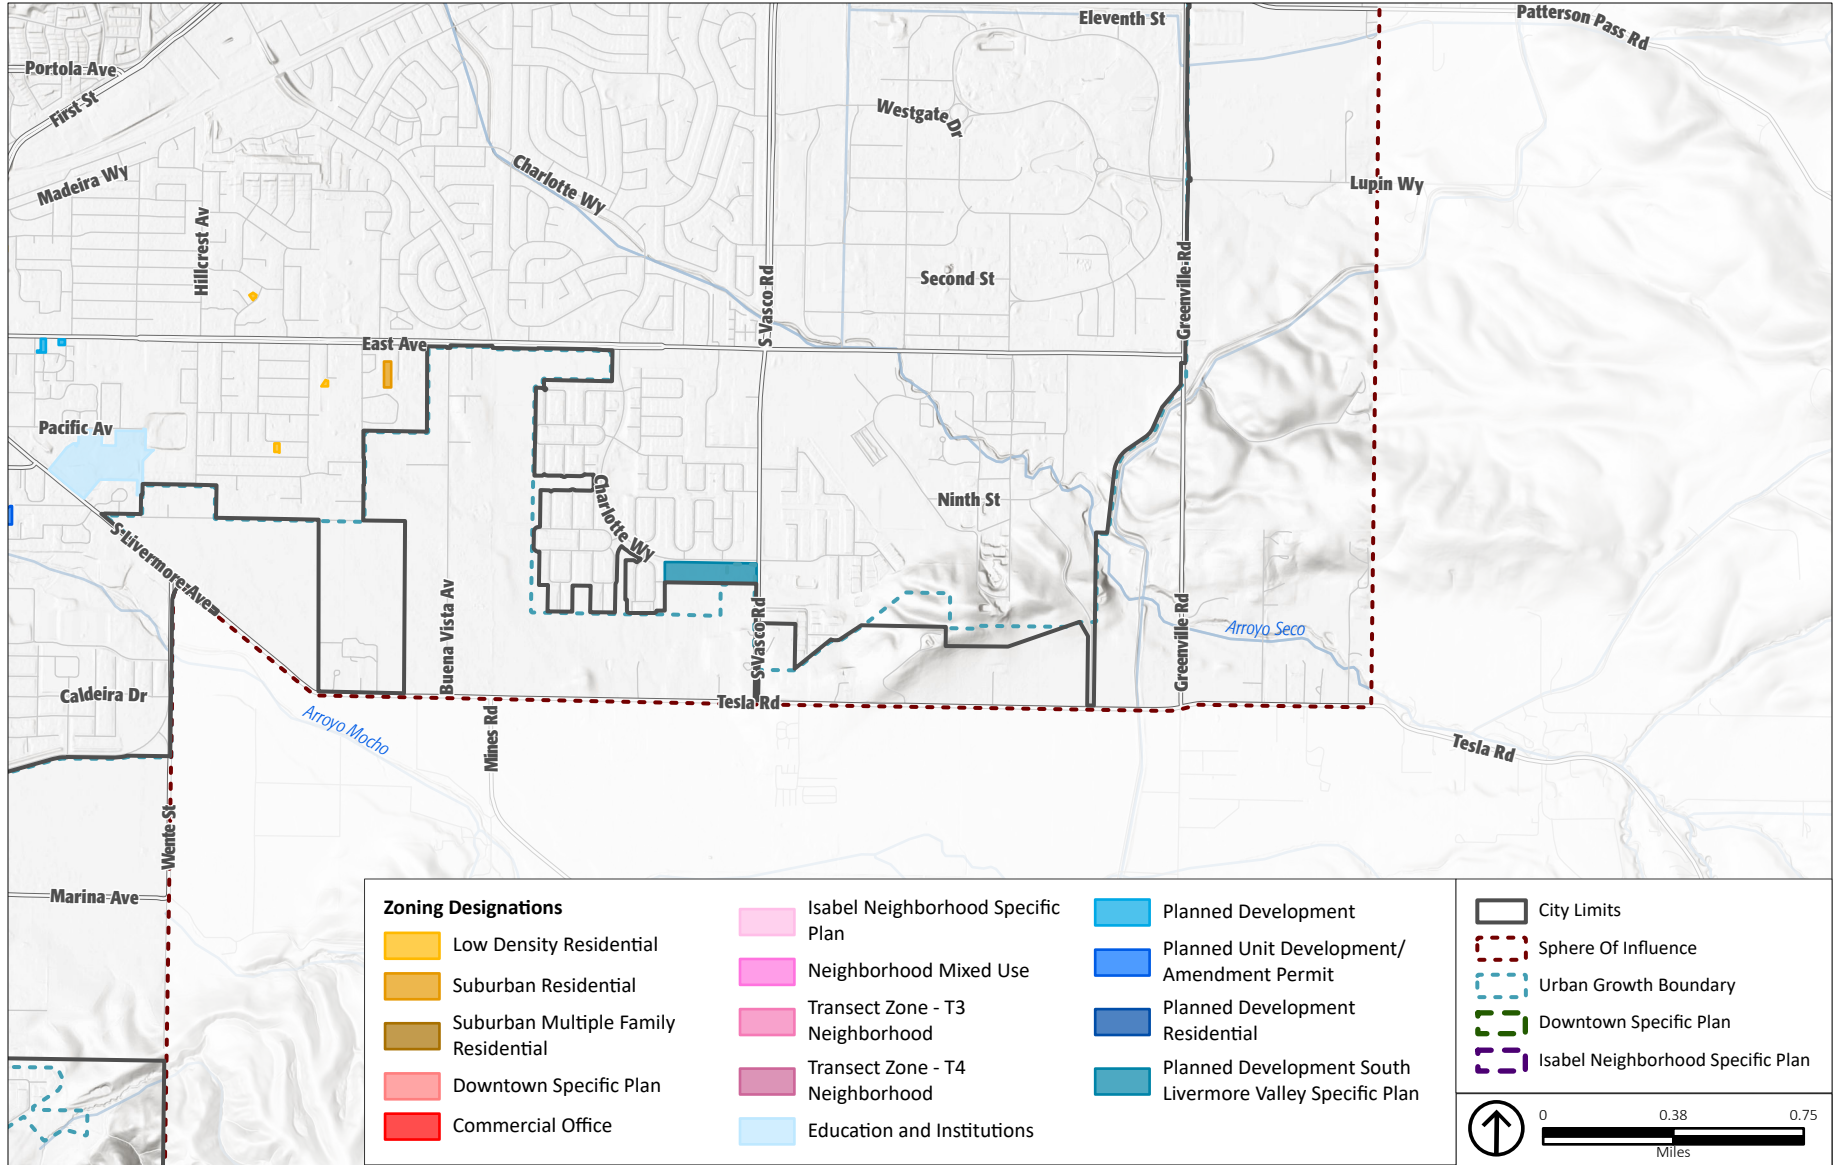 Eleventh St
Patterson Pass Rd
Portola Ave
First St
Westgate Dr
Madeira Wy
Charlotte Wy
Lupin Wy
Hillcrest Av
S Vasco Rd
Second St
Greenville Rd
East Ave
Pacific Av
Charlotte Wy
Ninth St
S Livermore Ave
Buena Vista Av
S Vasco Rd
Greenville Rd
Arroyo Seco
Caldeira Dr
Arroyo Mocho
Mines Rd
Tesla Rd
Tesla Rd
Wente St
Marina Ave
Zoning Designations
Low Density Residential
Suburban Residential
Suburban Multiple Family
Residential
Downtown Specific Plan
Commercial Office
Isabel Neighborhood Specific
Plan
Neighborhood Mixed Use
Transect Zone - T3
Neighborhood
Transect Zone - T4
Neighborhood
Education and Institutions
Planned Development
Planned Unit Development/
Amendment Permit
Planned Development
Residential
Planned Development South
Livermore Valley Specific Plan
City Limits
Sphere Of Influence
Urban Growth Boundary
Downtown Specific Plan
Isabel Neighborhood Specific Plan
0 0.38 0.75
Miles